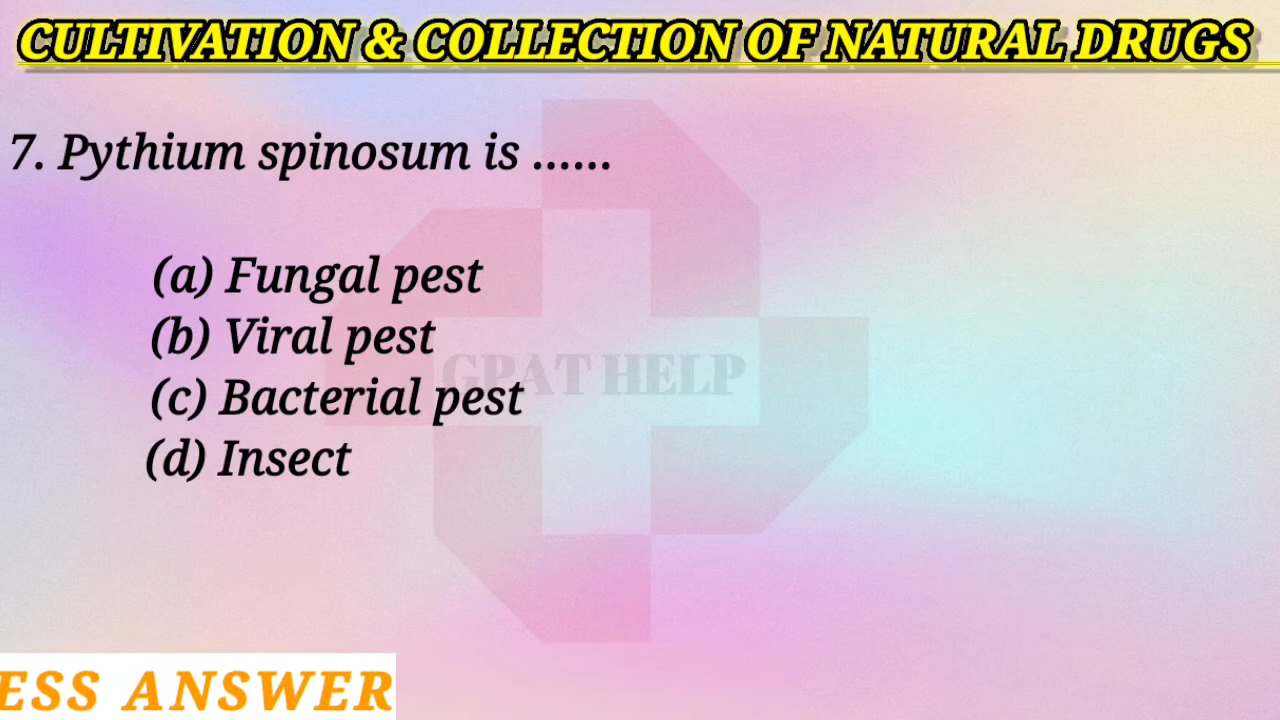 CULTIVATION & COLLECTION OF NATURAL DRUGS
7. Pythium spinosum is ......
(a) Fungal pest
(b) Viral pest
GPAT HELP
(c) Bacterial pest
(d) Insect
ESS ANSWER